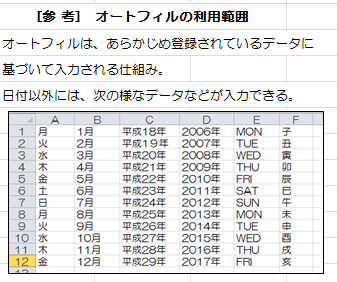 [参 考] オートフィルの利用範囲
オートフィルは、あらかじめ登録されているデータに
基づいて入力される仕組み。
日付以外には、次の様なデータなどが入力できる。
A B C D E F
1 月 1月 平成18年 2006年 MON 子
2 火 2月 平成19年 2007年 TUE 丑
3 水 3月 平成20年 2008年 WED 寅
4 木 4月 平成21年 2009年 THU 卯
5 金 5月 平成22年 2010年 FRI 辰
6 土 6月 平成23年 2011年 SAT 巳
7 日 7月 平成24年 2012年 SUN 午
8 月 8月 平成25年 2013年 MON 未
9 火 9月 平成26年 2014年 TUE 申
10 水 10月 平成27年 2015年 WED 酉
11 木 11月 平成28年 2016年 THU 戌
12 金 12月 平成29年 2017年 FRI 亥